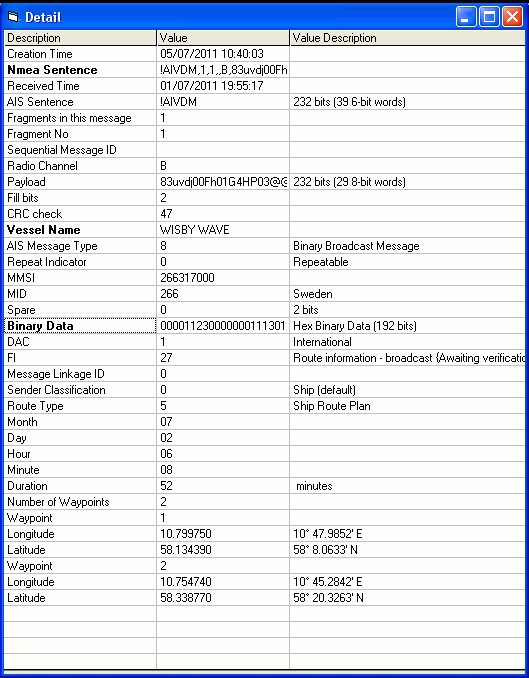 Detail
Description Value Value Description
Creation Time 05/07/2011 10:40:03
Nmea Sentence !AIVDM,1,1,,B,83uvdj00Fh
Received Time 01/07/2011 19:55:17
AIS Sentence !AIVDM 232 bits (39 6-bit words)
Fragments in this message 1
Fragment No 1
Sequential Message ID
Radio Channel B
Payload 83uvdj00Fh01G4HP03@@ 232 bits (29 8-bit words)
Fill bits 2
CRC check 47
Vessel Name WISBY WAVE
AIS Message Type 8 Binary Broadcast Message
Repeat Indicator 0 Repeatable
MMSI 266317000
MID 266 Sweden
Spare 0 2 bits
Binary Data 000011230000000111301 Hex Binary Data (192 bits)
DAC 1 International
FI 27 Route information - broadcast {Awaiting verificatio
Message Linkage ID 0
Sender Classification 0 Ship (default)
Route Type 5 Ship Route Plan
Month 07
Day 02
Hour 06
Minute 08
Duration 52 minutes
Number of Waypoints 2
Waypoint 1
Longitude 10.799750 10° 47.9852' E
Latitude 58.134390 58° 8.0633' N
Waypoint 2
Longitude 10.754740 10° 45.2842' E
Latitude 58.338770 58° 20.3263' N